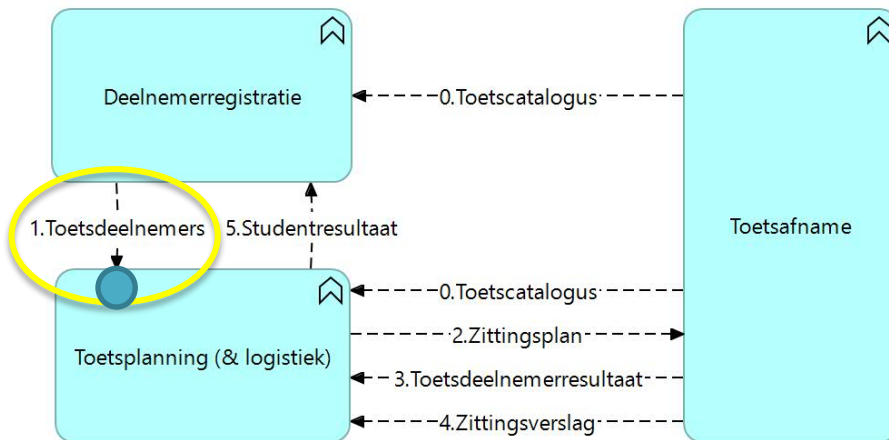 Deelnemerregistratie
0.Toetscatalogus
1.Toetsdeelnemers
5.Studentresultaat
Toetsafname
0.Toetscatalogus
2.Zittingsplan
Toetsplanning (& logistiek)
3.Toetsdeelnemerresultaat
4.Zittingsverslag